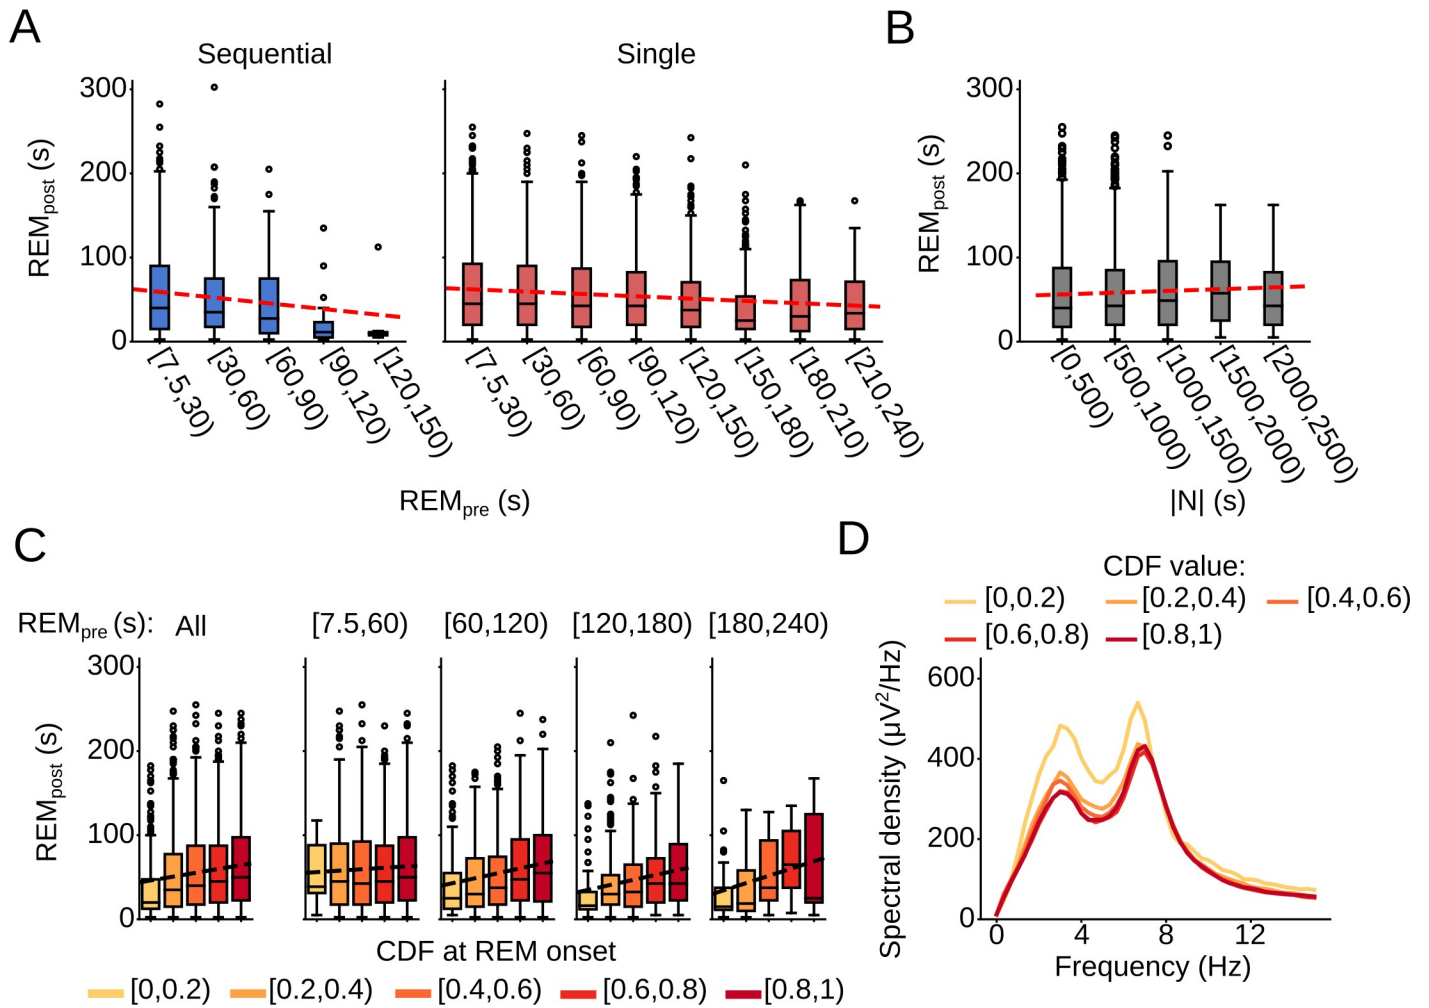 A
B
Sequential
Single
300
200
100
0
REMpost (s)
[7.5,30)
[30,60)
[60,90)
[90,120)
[120,150)
[7.5,30)
[30,60)
[60,90)
[90,120)
[120,150)
[150,180)
[180,210)
[210,240)
REMpre (s)
300
200
100
0
REMpost (s)
[0,500)
[500,1000)
[1000,1500)
[1500,2000)
[2000,2500)
|N| (s)
C
REMpre (s): All [7.5,60) [60,120) [120,180) [180,240)
300
200
100
0
REMpost (s)
CDF at REM onset
[0,0.2) [0.2,0.4) [0.4,0.6) [0.6,0.8) [0.8,1)
D
CDF value:
[0,0.2) [0.2,0.4) [0.4,0.6)
[0.6,0.8) [0.8,1)
600
400
200
0
Spectral density (µV²/Hz)
0 4 8 12
Frequency (Hz)